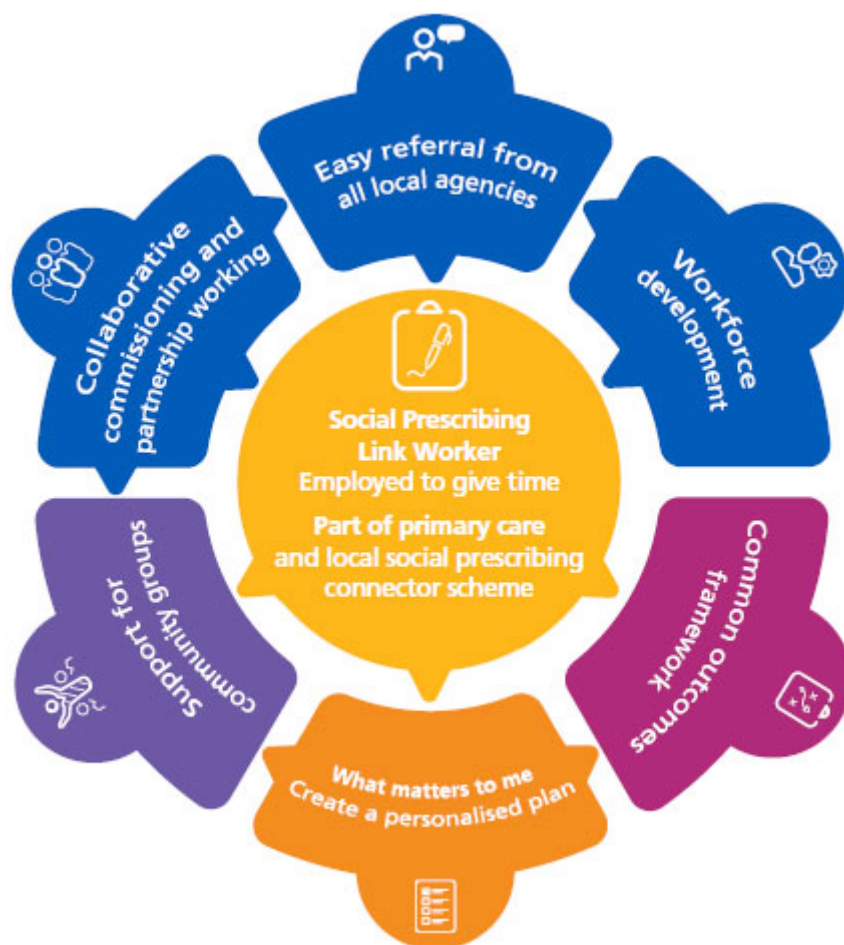 Easy referral from
all local agencies
Workforce
development
Common outcomes
framework
What matters to me
Create a personalised plan
Support for
community groups
Collaborative
commissioning and
partnership working
Social Prescribing
Link Worker
Employed to give time
Part of primary care
and local social prescribing
connector scheme